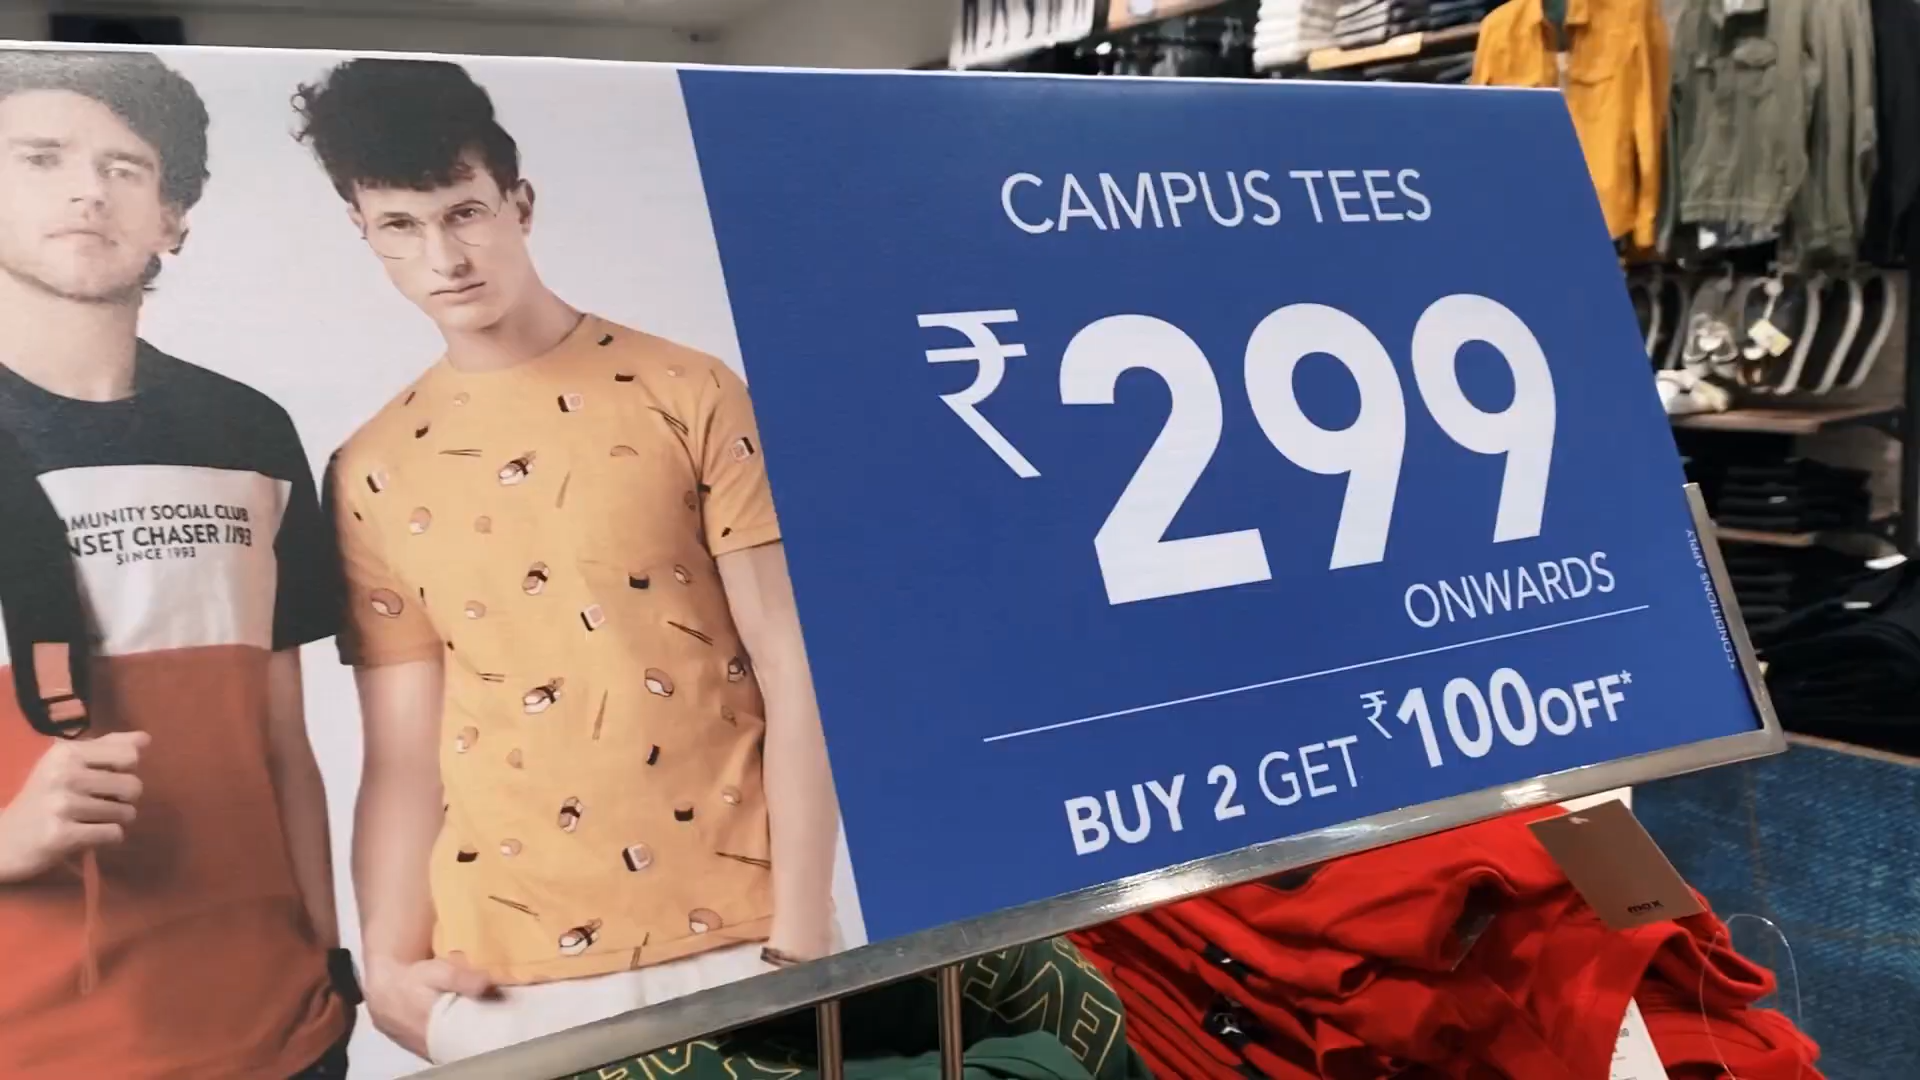 MUNITY SOCIAL CLUB
NSET CHASER 1193
SINCE 1993
CAMPUS TEES
₹299
ONWARDS
BUY 2 GET ₹100 OFF*
*CONDITIONS APPLY
max